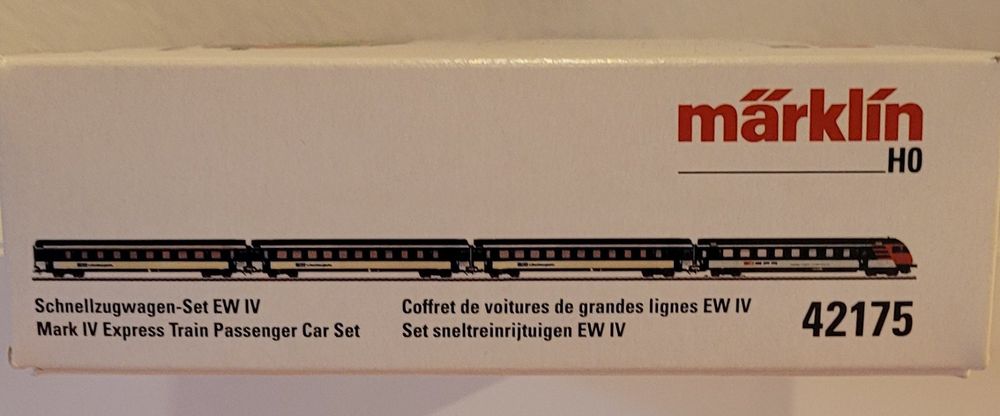 märklín
H0
Schnellzugwagen-Set EW IV
Mark IV Express Train Passenger Car Set
Coffret de voitures de grandes lignes EW IV
Set sneltreinrijtuigen EW IV
42175